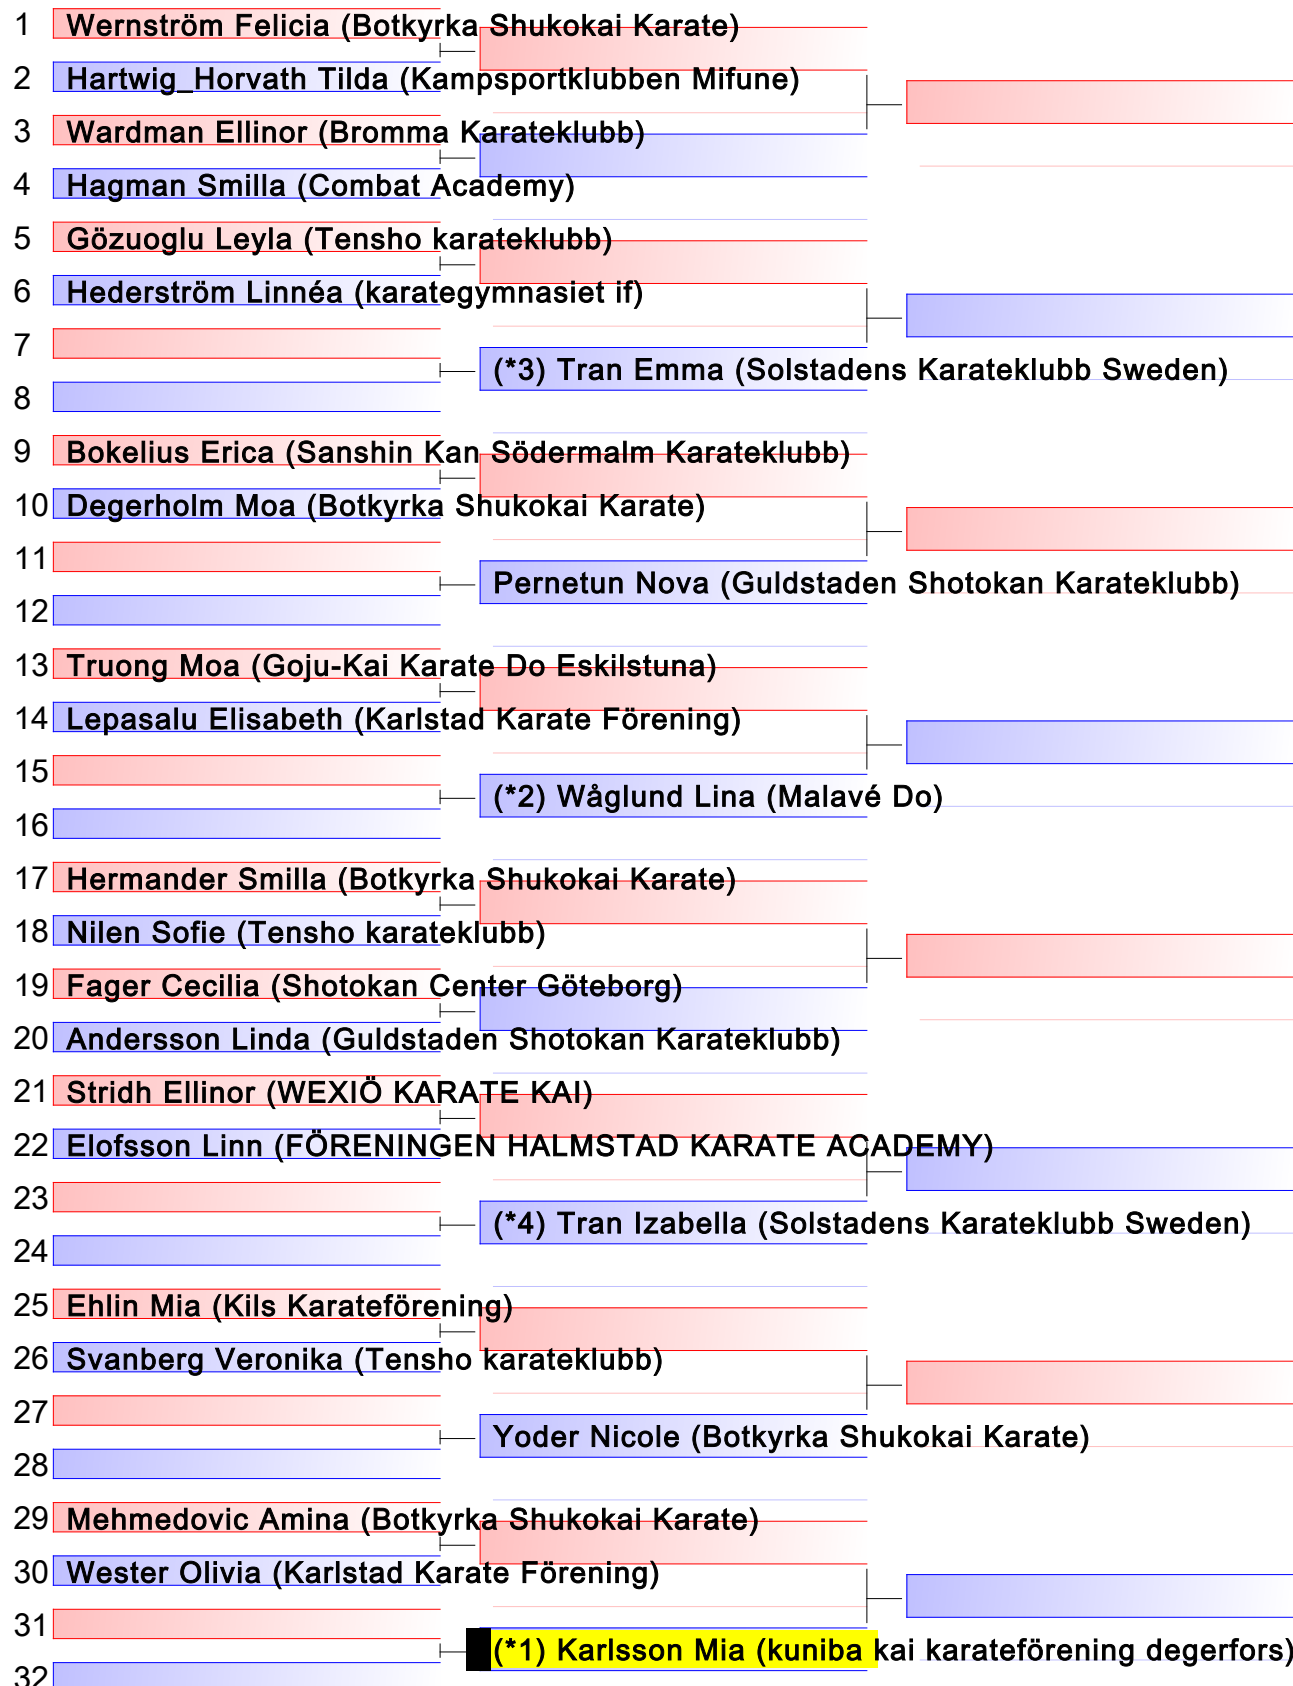 1 Wernström Felicia (Botkyrka Shukokai Karate)
2 Hartwig_Horvath Tilda (Kampsportklubben Mifune)
3 Wardman Ellinor (Bromma Karateklubb)
4 Hagman Smilla (Combat Academy)
5 Gözuoglu Leyla (Tensho karateklubb)
6 Hederström Linnéa (karategymnasiet if)
7
(*3) Tran Emma (Solstadens Karateklubb Sweden)
8
9 Bokelius Erica (Sanshin Kan Södermalm Karateklubb)
10 Degerholm Moa (Botkyrka Shukokai Karate)
11
Pernetun Nova (Guldstaden Shotokan Karateklubb)
12
13 Truong Moa (Goju-Kai Karate Do Eskilstuna)
14 Lepasalu Elisabeth (Karlstad Karate Förening)
15
(*2) Wåglund Lina (Malavé Do)
16
17 Hermander Smilla (Botkyrka Shukokai Karate)
18 Nilen Sofie (Tensho karateklubb)
19 Fager Cecilia (Shotokan Center Göteborg)
20 Andersson Linda (Guldstaden Shotokan Karateklubb)
21 Stridh Ellinor (WEXIÖ KARATE KAI)
22 Elofsson Linn (FÖRENINGEN HALMSTAD KARATE ACADEMY)
23
(*4) Tran Izabella (Solstadens Karateklubb Sweden)
24
25 Ehlin Mia (Kils Karateförening)
26 Svanberg Veronika (Tensho karateklubb)
27
Yoder Nicole (Botkyrka Shukokai Karate)
28
29 Mehmedovic Amina (Botkyrka Shukokai Karate)
30 Wester Olivia (Karlstad Karate Förening)
31
(*1) Karlsson Mia (kuniba kai karateförening degerfors)
32